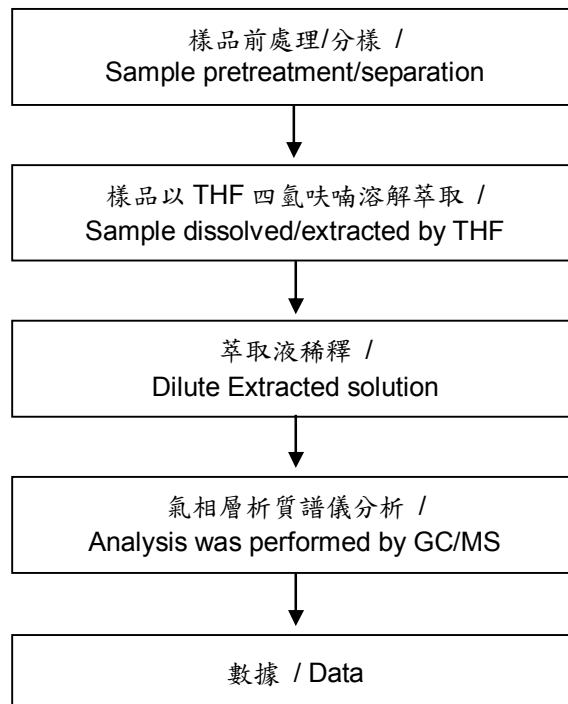 樣品前處理/分樣 /
Sample pretreatment/separation
樣品以 THF 四氫呋喃溶解萃取 /
Sample dissolved/extracted by THF
萃取液稀釋 /
Dilute Extracted solution
氣相層析質譜儀分析 /
Analysis was performed by GC/MS
數據 / Data